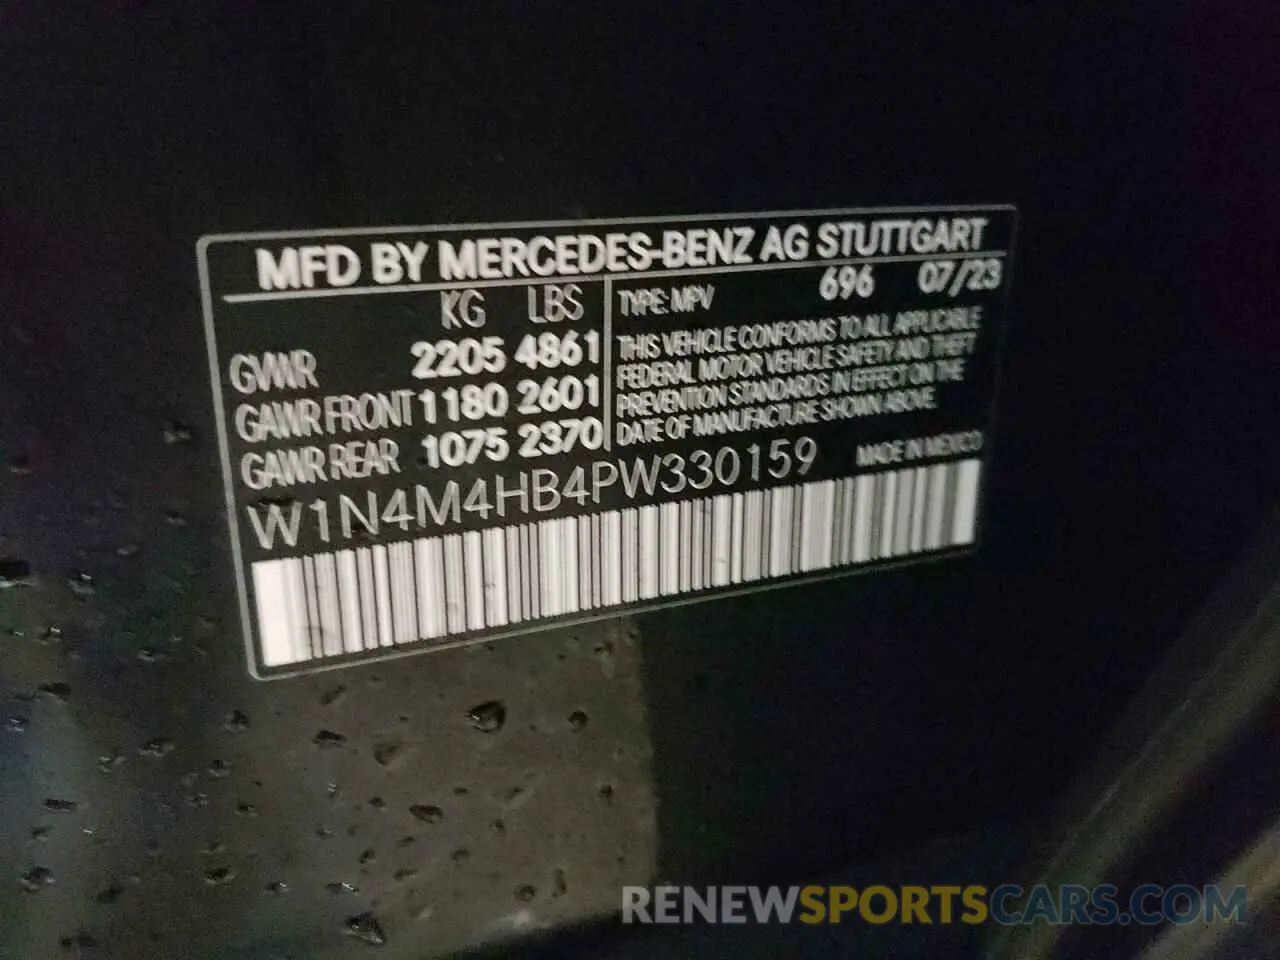 MFD BY MERCEDES-BENZ AG STUTTGART
KG LBS
GVWR 2205 4861
GAWR FRONT 1180 2601
GAWR REAR 1075 2370
TYPE: MPV 696 07/23
THIS VEHICLE CONFORMS TO ALL APPLICABLE
FEDERAL MOTOR VEHICLE SAFETY AND THEFT
PREVENTION STANDARDS IN EFFECT ON THE
DATE OF MANUFACTURE SHOWN ABOVE.
W1N4M4HB4PW330159 MADE IN MEXICO
RENEWSPORTSCARS.COM